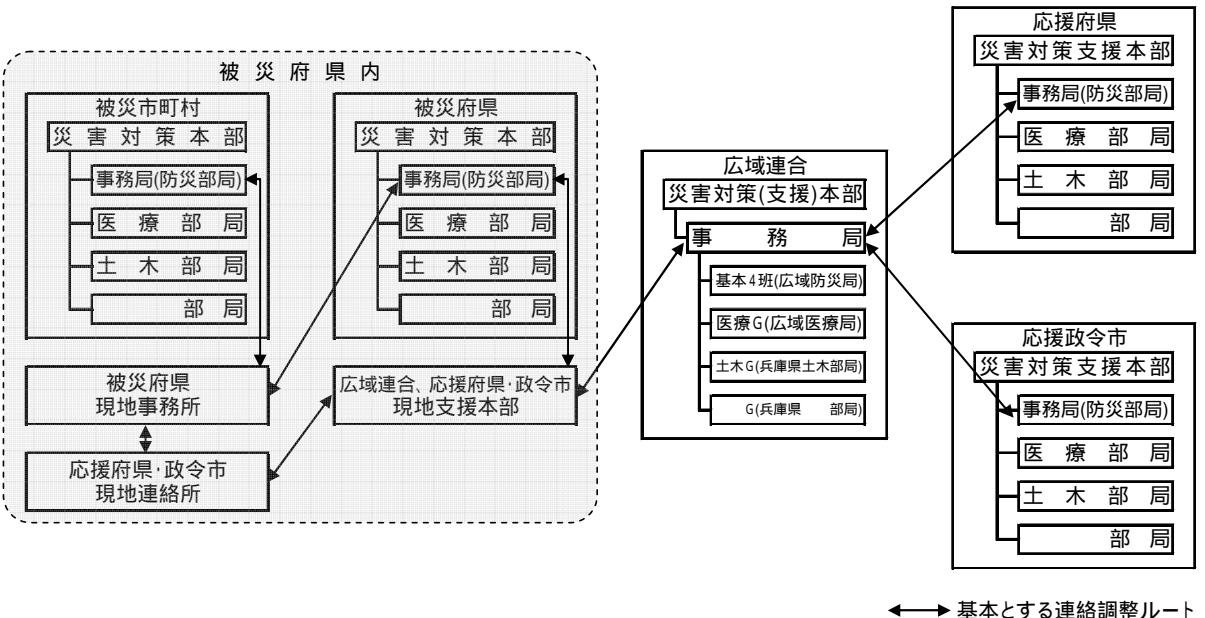 被災府県内
被災市町村
災害対策本部
事務局(防災部局)
医療部局
土木部局
部局
被災府県
現地事務所
応援府県・政令市
現地連絡所
被災府県
災害対策本部
事務局(防災部局)
医療部局
土木部局
部局
広域連合、応援府県・政令市
現地支援本部
広域連合
災害対策(支援)本部
事務局
基本4班(広域防災局)
医療G(広域医療局)
土木G(兵庫県土木部局)
G(兵庫県 部局)
応援府県
災害対策支援本部
事務局(防災部局)
医療部局
土木部局
部局
応援政令市
災害対策支援本部
事務局(防災部局)
医療部局
土木部局
部局
基本とする連絡調整ルート